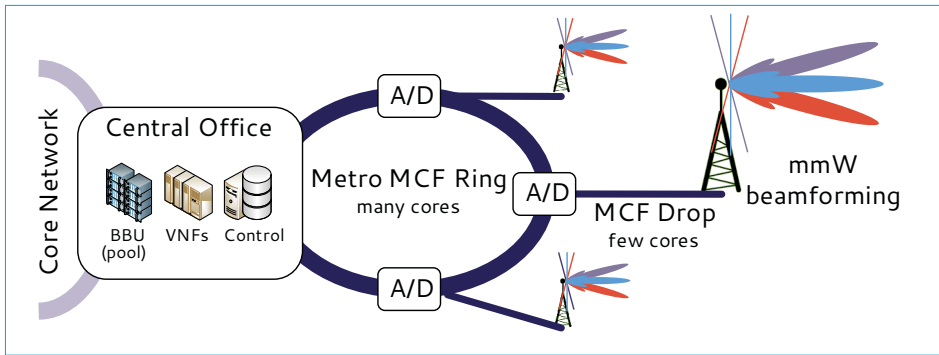 Core Network
Central Office
BBU
(pool)
VNFs
Control
A/D
Metro MCF Ring
many cores
A/D
A/D
MCF Drop
few cores
mmW
beamforming